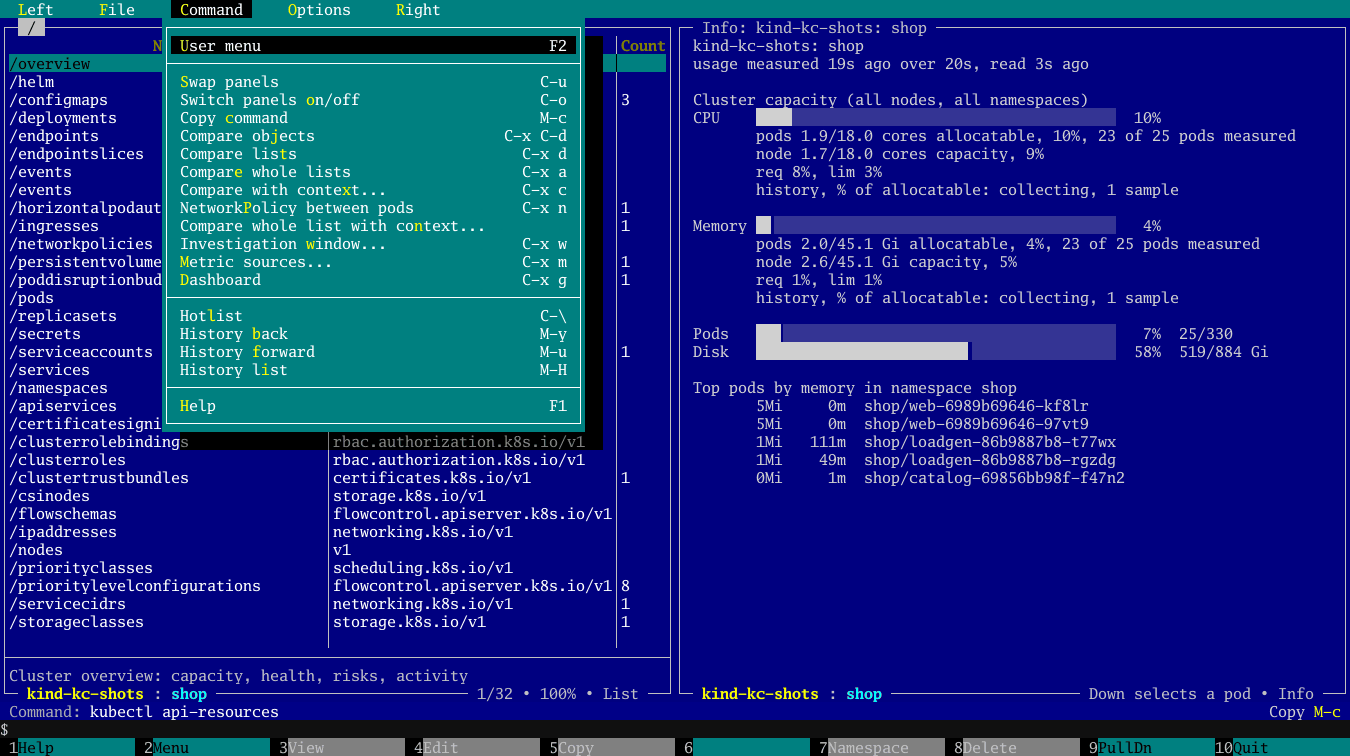 Left File Command Options Right
/
N
Count
/overview
/helm
/configmaps 3
/deployments
/endpoints
/endpointslices
/events
/events
/horizontalpodaut 1
/ingresses 1
/networkpolicies
/persistentvolume 1
/poddisruptionbud 1
/pods
/replicasets
/secrets
/serviceaccounts 1
/services
/namespaces
/apiservices
/certificatesigni
/clusterrolebindings rbac.authorization.k8s.io/v1
/clusterroles rbac.authorization.k8s.io/v1
/clustertrustbundles certificates.k8s.io/v1 1
/csinodes storage.k8s.io/v1
/flowschemas flowcontrol.apiserver.k8s.io/v1
/ipaddresses networking.k8s.io/v1
/nodes v1
/priorityclasses scheduling.k8s.io/v1
/prioritylevelconfigurations flowcontrol.apiserver.k8s.io/v1 8
/servicecidrs networking.k8s.io/v1 1
/storageclasses storage.k8s.io/v1 1
Cluster overview: capacity, health, risks, activity
kind-kc-shots : shop 1/32 • 100% • List
User menu F2
Swap panels C-u
Switch panels on/off C-o
Copy command M-c
Compare objects C-x C-d
Compare lists C-x d
Compare whole lists C-x a
Compare with context... C-x c
NetworkPolicy between pods C-x n
Compare whole list with context...
Investigation window... C-x w
Metric sources... C-x m
Dashboard C-x g
Hotlist C-\
History back M-y
History forward M-u
History list M-H
Help F1
Info: kind-kc-shots: shop
kind-kc-shots: shop
usage measured 19s ago over 20s, read 3s ago
Cluster capacity (all nodes, all namespaces)
CPU 10%
pods 1.9/18.0 cores allocatable, 10%, 23 of 25 pods measured
node 1.7/18.0 cores capacity, 9%
req 8%, lim 3%
history, % of allocatable: collecting, 1 sample
Memory 4%
pods 2.0/45.1 Gi allocatable, 4%, 23 of 25 pods measured
node 2.6/45.1 Gi capacity, 5%
req 1%, lim 1%
history, % of allocatable: collecting, 1 sample
Pods 7% 25/330
Disk 58% 519/884 Gi
Top pods by memory in namespace shop
5Mi 0m shop/web-6989b69646-kf8lr
5Mi 0m shop/web-6989b69646-97vt9
1Mi 111m shop/loadgen-86b9887b8-t77wx
1Mi 49m shop/loadgen-86b9887b8-rgzdg
0Mi 1m shop/catalog-69856bb98f-f47n2
kind-kc-shots : shop Down selects a pod • Info
Command: kubectl api-resources Copy M-c
$
1Help 2Menu 3View 4Edit 5Copy 6 7Namespace 8Delete 9PullDn 10Quit